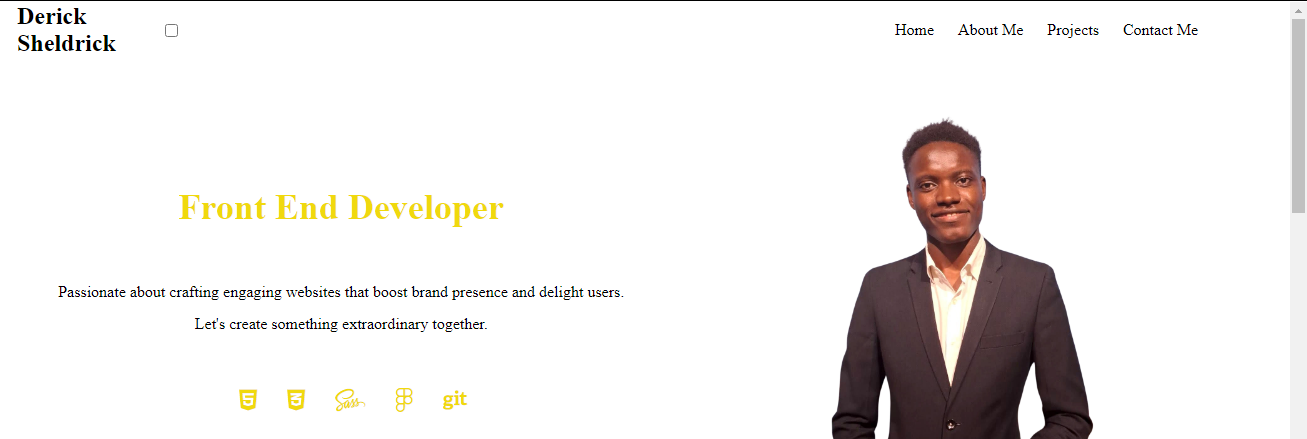 Derick
Sheldrick
Home About Me Projects Contact Me
Front End Developer
Passionate about crafting engaging websites that boost brand presence and delight users.
Let's create something extraordinary together.
5 3 Sass git